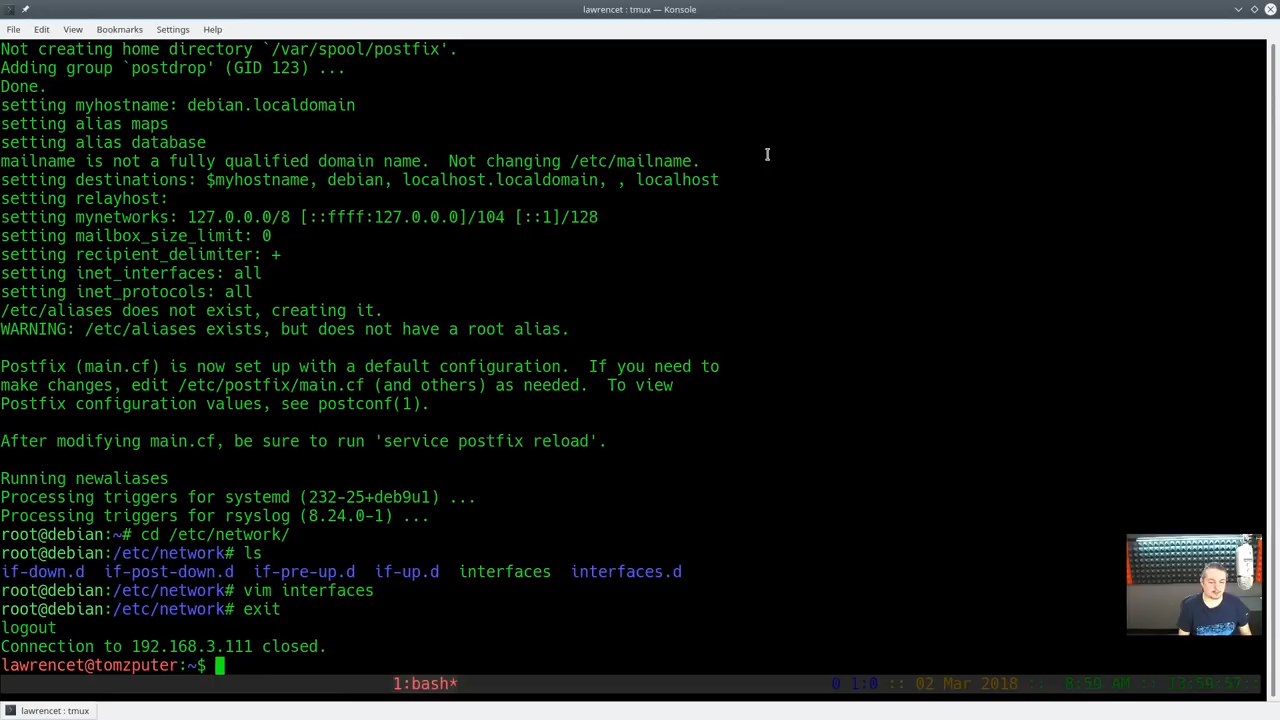 lawrencet : tmux — Konsole
File Edit View Bookmarks Settings Help
Not creating home directory `/var/spool/postfix'.
Adding group `postdrop' (GID 123) ...
Done.
setting myhostname: debian.localdomain
setting alias maps
setting alias database
mailname is not a fully qualified domain name.  Not changing /etc/mailname.
setting destinations: $myhostname, debian, localhost.localdomain, , localhost
setting relayhost:
setting mynetworks: 127.0.0.0/8 [::ffff:127.0.0.0]/104 [::1]/128
setting mailbox_size_limit: 0
setting recipient_delimiter: +
setting inet_interfaces: all
setting inet_protocols: all
/etc/aliases does not exist, creating it.
WARNING: /etc/aliases exists, but does not have a root alias.
Postfix (main.cf) is now set up with a default configuration.  If you need to
make changes, edit /etc/postfix/main.cf (and others) as needed.  To view
Postfix configuration values, see postconf(1).
After modifying main.cf, be sure to run 'service postfix reload'.
Running newaliases
Processing triggers for systemd (232-25+deb9u1) ...
Processing triggers for rsyslog (8.24.0-1) ...
root@debian:~# cd /etc/network/
root@debian:/etc/network# ls
if-down.d  if-post-down.d  if-pre-up.d  if-up.d  interfaces  interfaces.d
root@debian:/etc/network# vim interfaces
root@debian:/etc/network# exit
logout
Connection to 192.168.3.111 closed.
lawrencet@tomzputer:~$
1:bash* 0 1:0 :: 02 Mar 2018 :: 8:59 AM ::
lawrencet : tmux